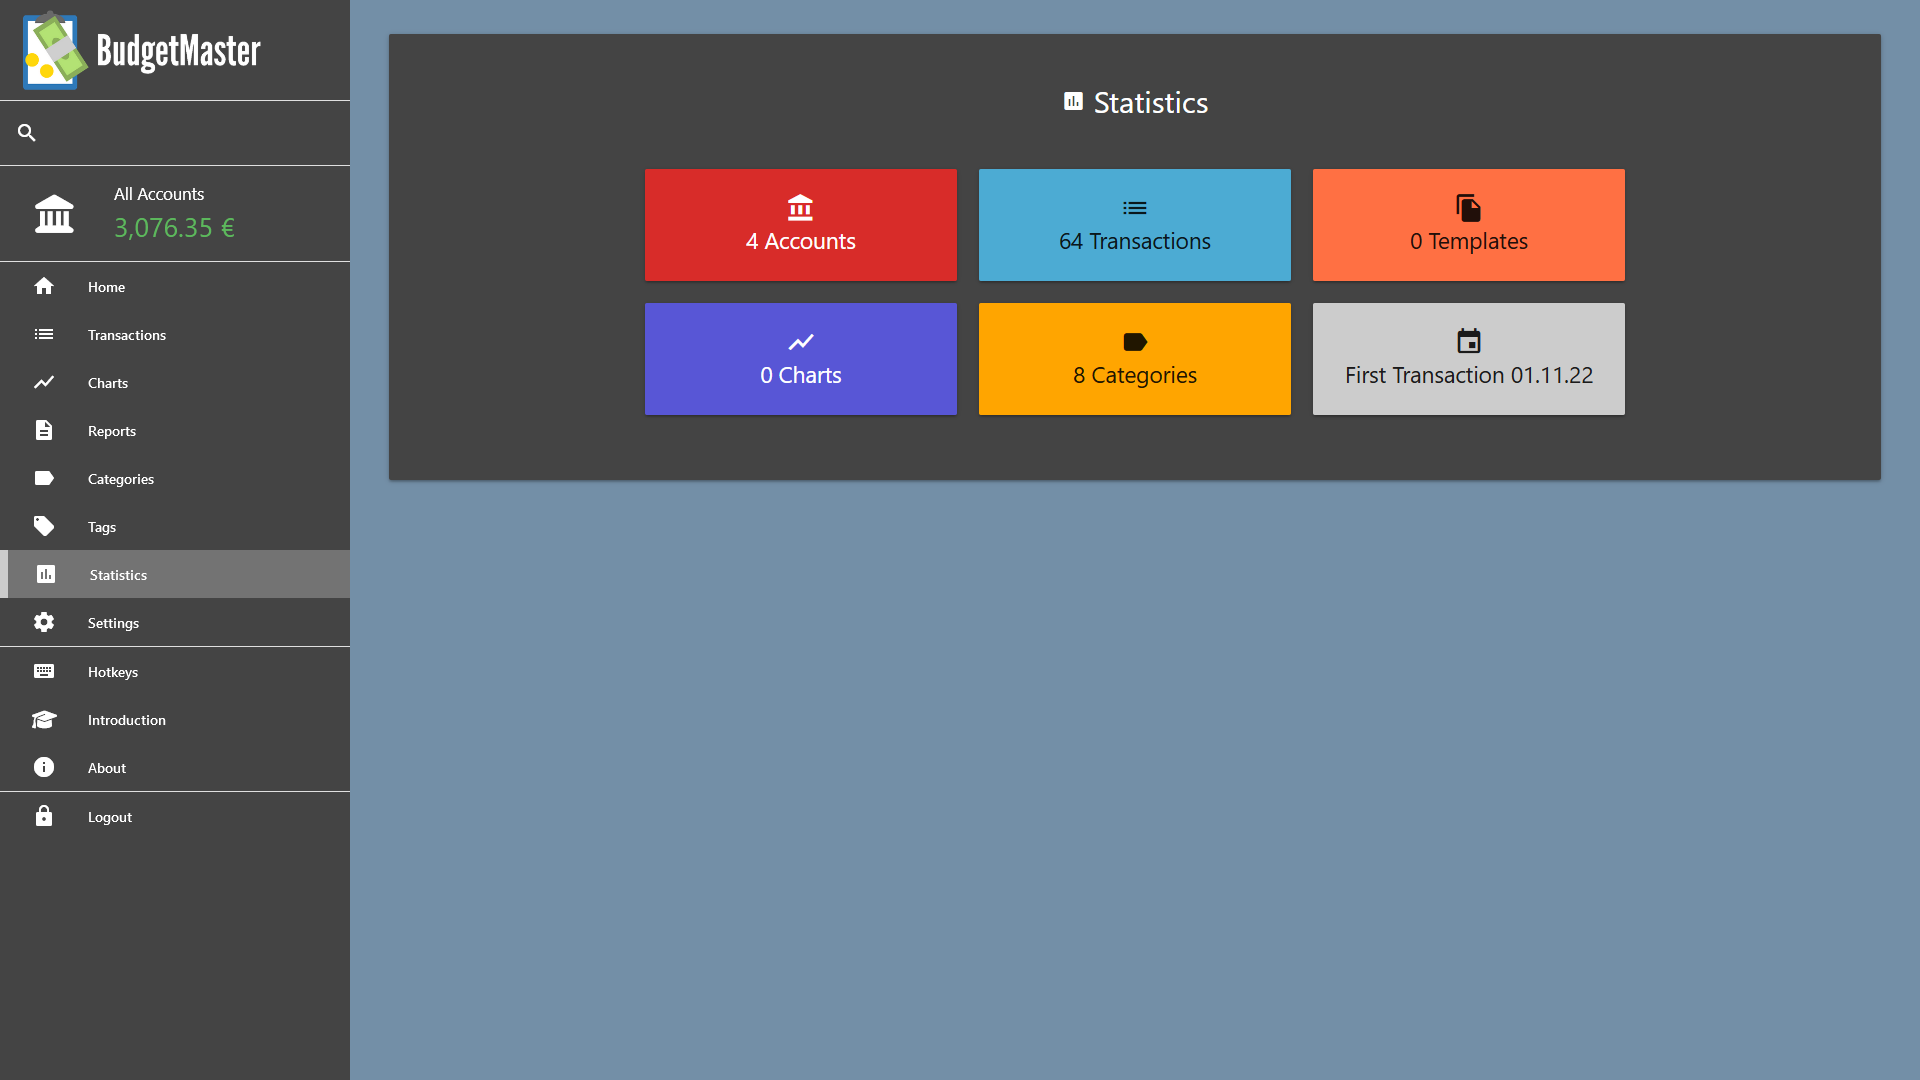 BudgetMaster
All Accounts
3,076.35 €
Home
Transactions
Charts
Reports
Categories
Tags
Statistics
Settings
Hotkeys
Introduction
About
Logout
Statistics
4 Accounts
64 Transactions
0 Templates
0 Charts
8 Categories
First Transaction 01.11.22